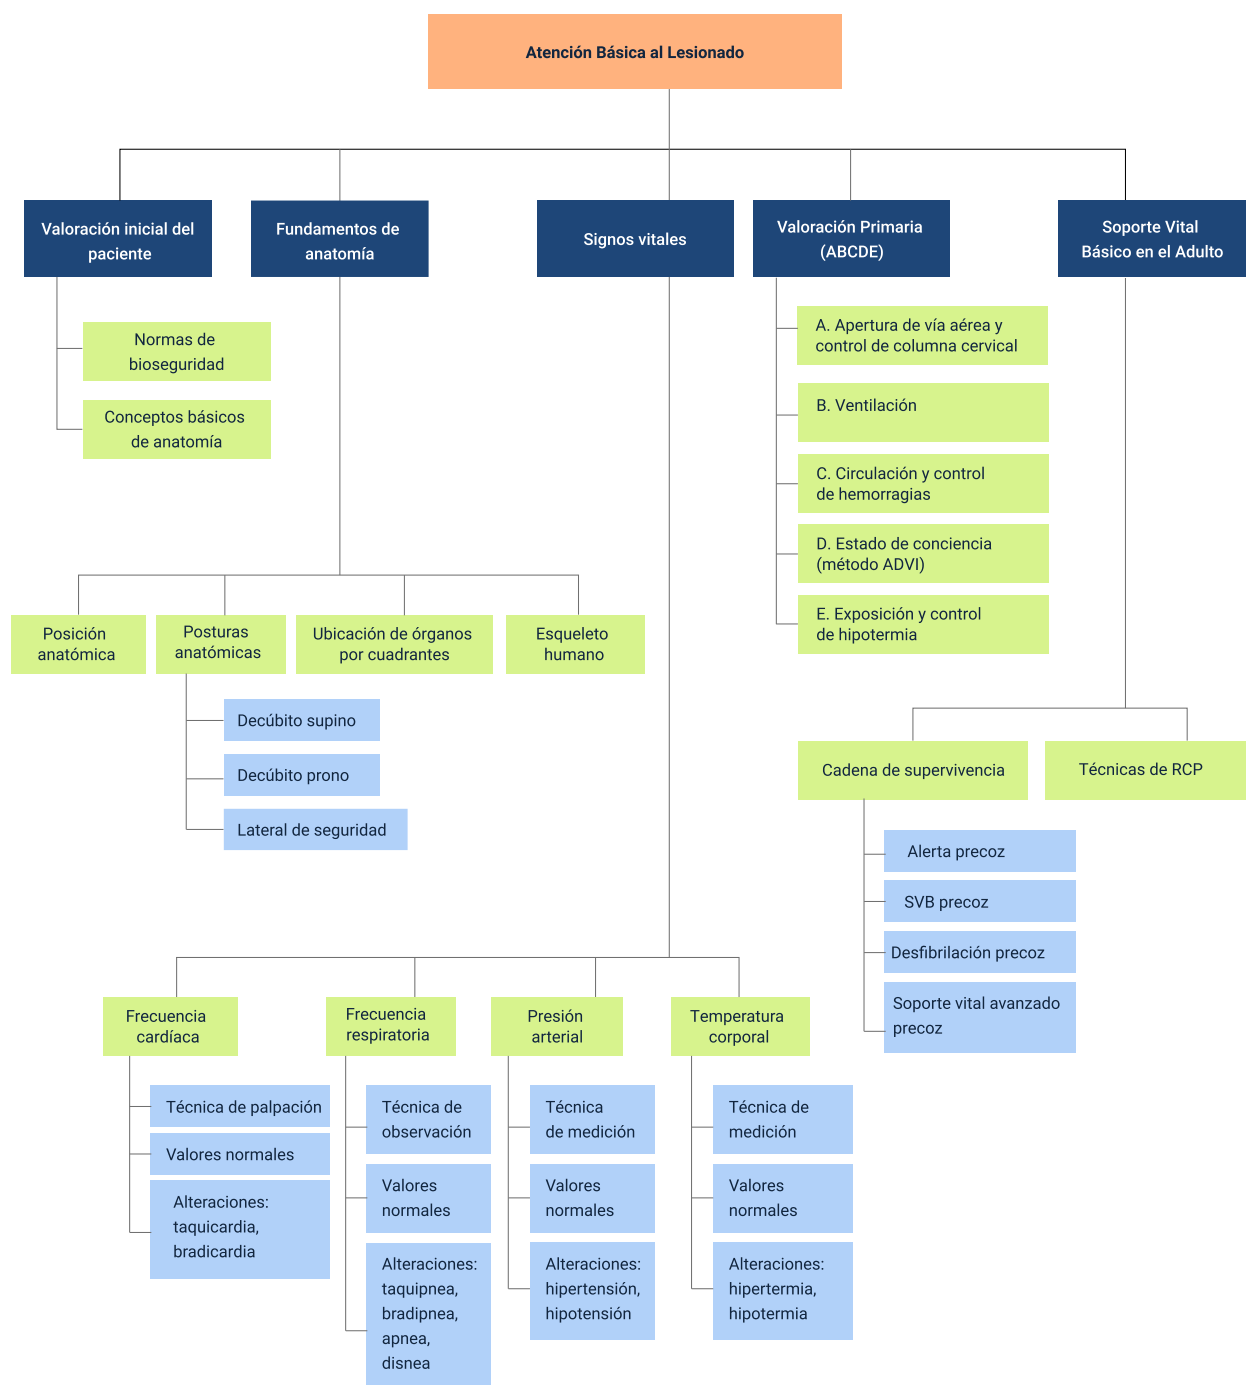 Atención Básica al Lesionado
Valoración inicial del
paciente
Fundamentos de
anatomía
Signos vitales
Valoración Primaria
(ABCDE)
Soporte Vital
Básico en el Adulto
Normas de
bioseguridad
Conceptos básicos
de anatomía
A. Apertura de vía aérea y
control de columna cervical
B. Ventilación
C. Circulación y control
de hemorragias
D. Estado de conciencia
(método ADVI)
E. Exposición y control
de hipotermia
Posición
anatómica
Posturas
anatómicas
Ubicación de órganos
por cuadrantes
Esqueleto
humano
Decúbito supino
Decúbito prono
Lateral de seguridad
Cadena de supervivencia
Técnicas de RCP
Alerta precoz
SVB precoz
Desfibrilación precoz
Soporte vital avanzado
precoz
Frecuencia
cardíaca
Frecuencia
respiratoria
Presión
arterial
Temperatura
corporal
Técnica de palpación
Valores normales
Alteraciones:
taquicardia,
bradicardia
Técnica de
observación
Valores
normales
Alteraciones:
taquipnea,
bradipnea,
apnea,
disnea
Técnica
de medición
Valores
normales
Alteraciones:
hipertensión,
hipotensión
Técnica de
medición
Valores
normales
Alteraciones:
hipertermia,
hipotermia